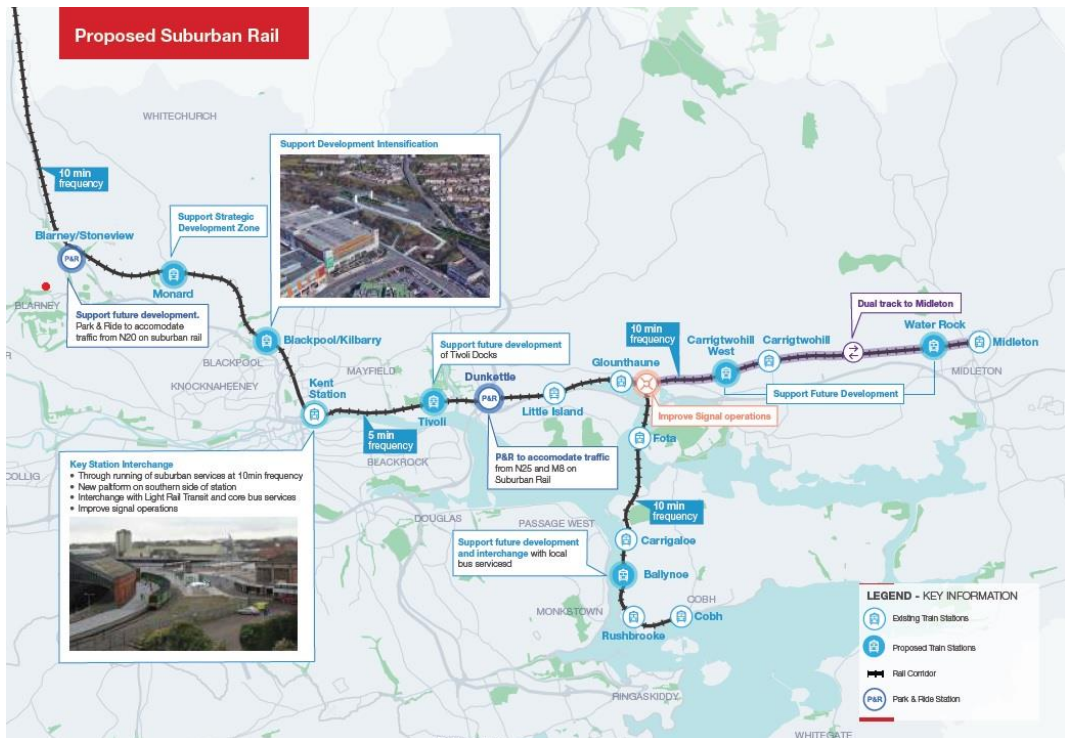 Proposed Suburban Rail
WHITECHURCH
10 min
frequency
Blarney/Stoneview
P&R
BLARNEY
Support future development.
Park & Ride to accomodate
traffic from N20 on suburban rail
Support Strategic
Development Zone
Monard
Support Development Intensification
Blackpool/Kilbarry
BLACKPOOL
KNOCKNAHEENEY
MAYFIELD
Kent
Station
5 min
frequency
Support future development
of Tivoli Docks
Tivoli
Dunkettle
P&R
P&R to accomodate traffic
from N25 and M8 on
Suburban Rail
Little Island
Glounthaune
10 min
frequency
Improve Signal operations
Carrigtwohill
West
Carrigtwohill
Dual track to Midleton
Water Rock
Midleton
MIDLETON
Support Future Development
Fota
10 min
frequency
Key Station Interchange
• Through running of suburban services at 10min frequency
• New paltform on southern side of station
• Interchange with Light Rail Transit and core bus services
• Improve signal operations
COLLIG
BLACKROCK
DOUGLAS
PASSAGE WEST
Carrigaloe
Support future development
and interchange with local
bus servicesd
Ballynoe
MONKSTOWN
Rushbrooke
COBH
Cobh
RINGASKIDDY
WHITEGATE
LEGEND - KEY INFORMATION
Existing Train Stations
Proposed Train Stations
Rail Corridor
P&R
Park & Ride Station